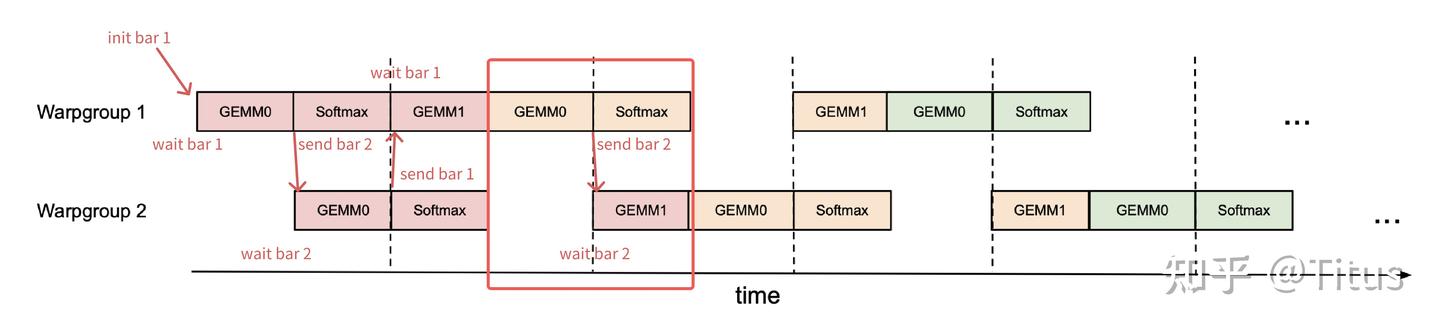 init bar 1
wait bar 1
Warpgroup 1
GEMM0
Softmax
GEMM1
GEMM0
Softmax
GEMM1
GEMM0
Softmax
...
wait bar 1
send bar 2
send bar 2
send bar 1
Warpgroup 2
GEMM0
Softmax
GEMM1
GEMM0
Softmax
GEMM1
GEMM0
Softmax
...
wait bar 2
wait bar 2
time
知乎 @Titus